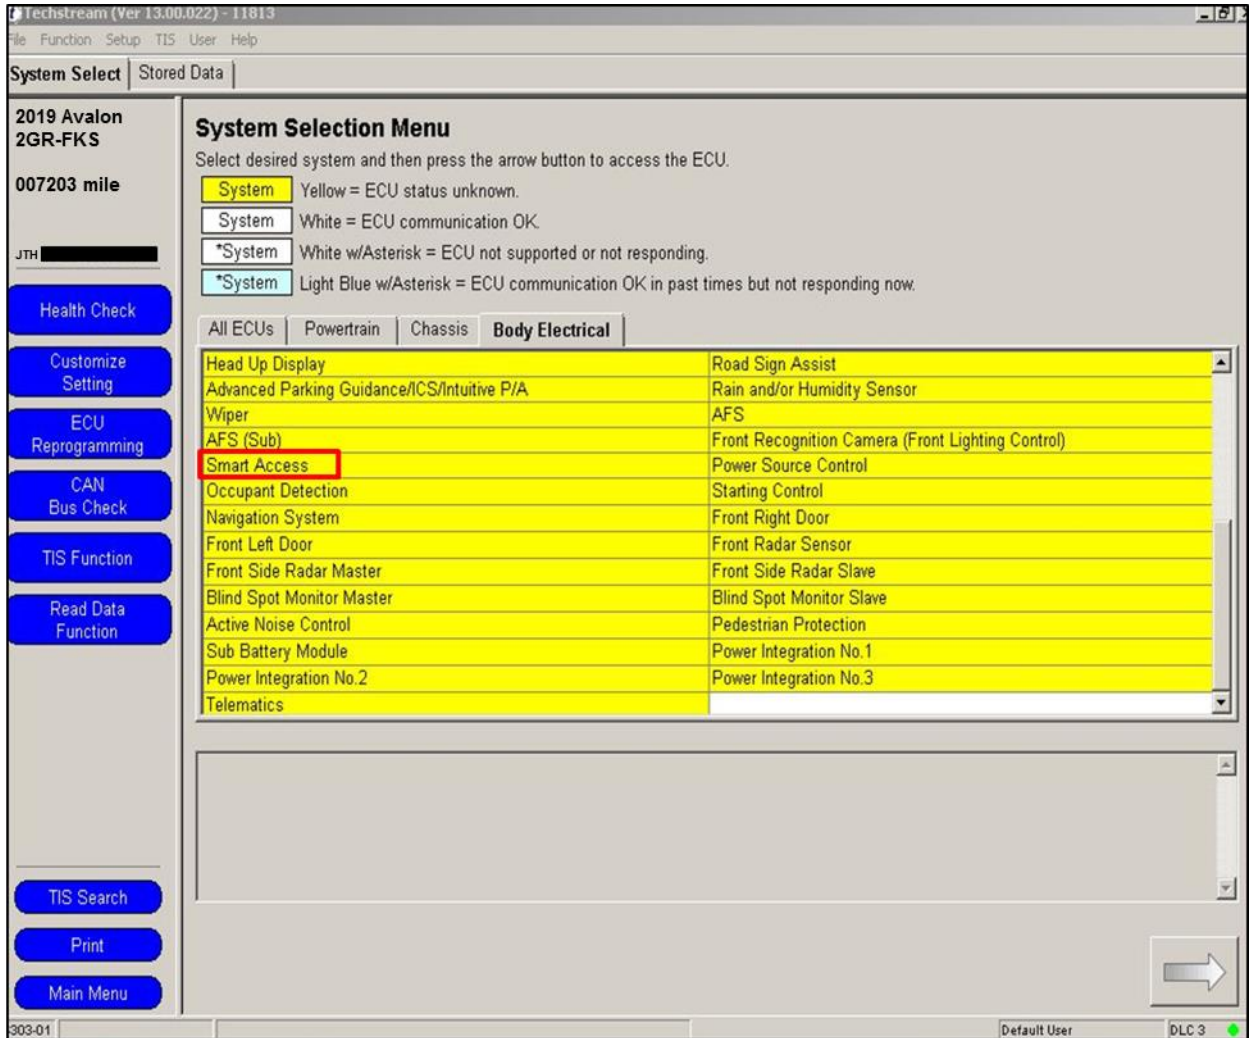 Techstream (Ver 13.00.022) - 11813
File Function Setup TIS User Help
System Select Stored Data
2019 Avalon
2GR-FKS
007203 mile
JTH
Health Check
Customize
Setting
ECU
Reprogramming
CAN
Bus Check
TIS Function
Read Data
Function
TIS Search
Print
Main Menu
System Selection Menu
Select desired system and then press the arrow button to access the ECU.
System Yellow = ECU status unknown.
System White = ECU communication OK.
*System White w/Asterisk = ECU not supported or not responding.
*System Light Blue w/Asterisk = ECU communication OK in past times but not responding now.
All ECUs Powertrain Chassis Body Electrical
Head Up Display Road Sign Assist
Advanced Parking Guidance/ICS/Intuitive P/A Rain and/or Humidity Sensor
Wiper AFS
AFS (Sub) Front Recognition Camera (Front Lighting Control)
Smart Access Power Source Control
Occupant Detection Starting Control
Navigation System Front Right Door
Front Left Door Front Radar Sensor
Front Side Radar Master Front Side Radar Slave
Blind Spot Monitor Master Blind Spot Monitor Slave
Active Noise Control Pedestrian Protection
Sub Battery Module Power Integration No.1
Power Integration No.2 Power Integration No.3
Telematics
303-01 Default User DLC 3